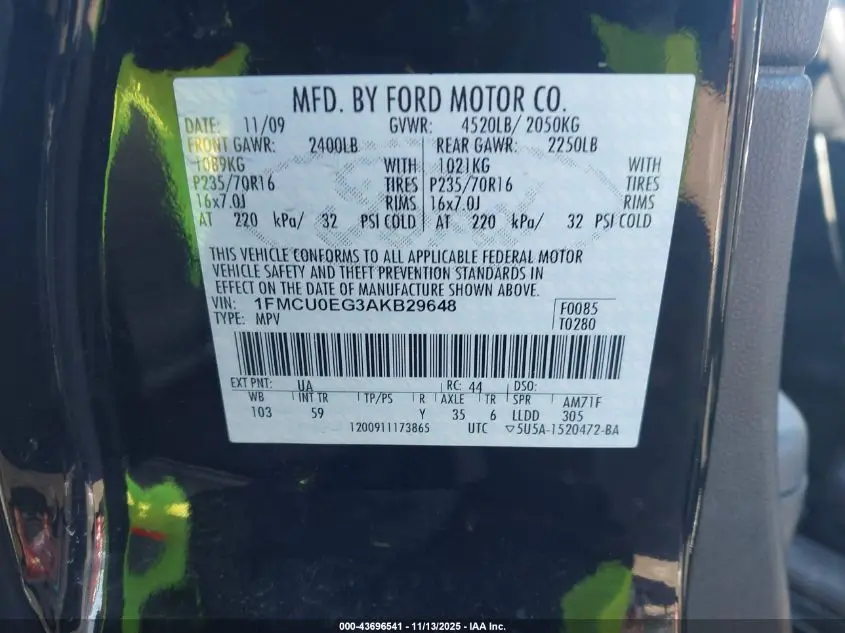 MFD. BY FORD MOTOR CO.
DATE: 11/09 GVWR: 4520LB/ 2050KG
FRONT GAWR: 2400LB REAR GAWR: 2250LB
1089KG WITH 1021KG WITH
P235/70R16 TIRES P235/70R16 TIRES
16x7.0J RIMS 16x7.0J RIMS
AT 220 kPa/ 32 PSI COLD AT 220 kPa/ 32 PSI COLD
THIS VEHICLE CONFORMS TO ALL APPLICABLE FEDERAL MOTOR
VEHICLE SAFETY AND THEFT PREVENTION STANDARDS IN
EFFECT ON THE DATE OF MANUFACTURE SHOWN ABOVE.
VIN: 1FMCU0EG3AKB29648 F0085
TYPE: MPV T0280
EXT PNT: UA RC: 44 DSO:
WB INT TR TP/PS R AXLE TR SPR AM71F
103 59 Y 35 6 LLDD 305
1200911173865 UTC ▽5U5A-1520472-BA
000-43696541 - 11/13/2025 - IAA Inc.